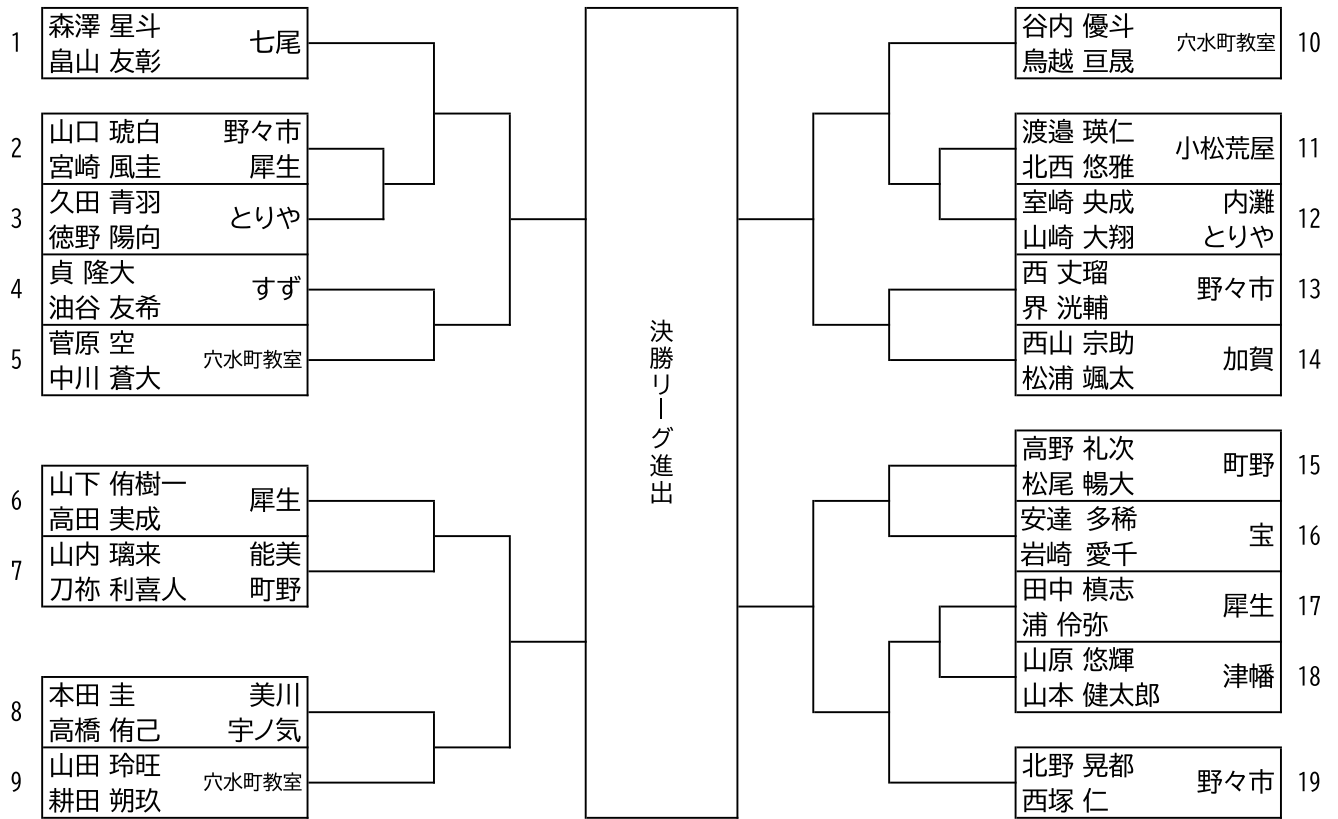 1
森澤 星斗
畠山 友彰
七尾
2
山口 琥白 野々市
宮崎 風圭 犀生
3
久田 青羽
徳野 陽向
とりや
4
貞 隆大
油谷 友希
すず
5
菅原 空
中川 蒼大
穴水町教室
6
山下 侑樹一
高田 実成
犀生
7
山内 璃来 能美
刀祢 利喜人 町野
8
本田 圭 美川
高橋 侑己 宇ノ気
9
山田 玲旺
耕田 朔玖
穴水町教室
決勝リーグ進出
谷内 優斗
鳥越 亘晟
穴水町教室
10
渡邉 瑛仁
北西 悠雅
小松荒屋
11
室崎 央成 内灘
山崎 大翔 とりや
12
西 丈瑠
界 洸輔
野々市
13
西山 宗助
松浦 颯太
加賀
14
高野 礼次
松尾 暢大
町野
15
安達 多稀
岩崎 愛千
宝
16
田中 槙志
浦 伶弥
犀生
17
山原 悠輝
山本 健太郎
津幡
18
北野 晃都
西塚 仁
野々市
19